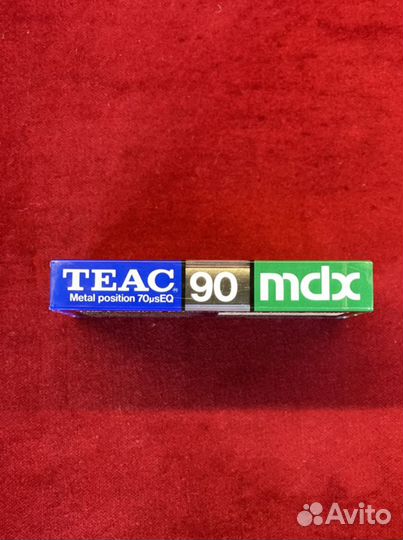 TEAC
Metal position 70µsEQ
90
mdx
Avito